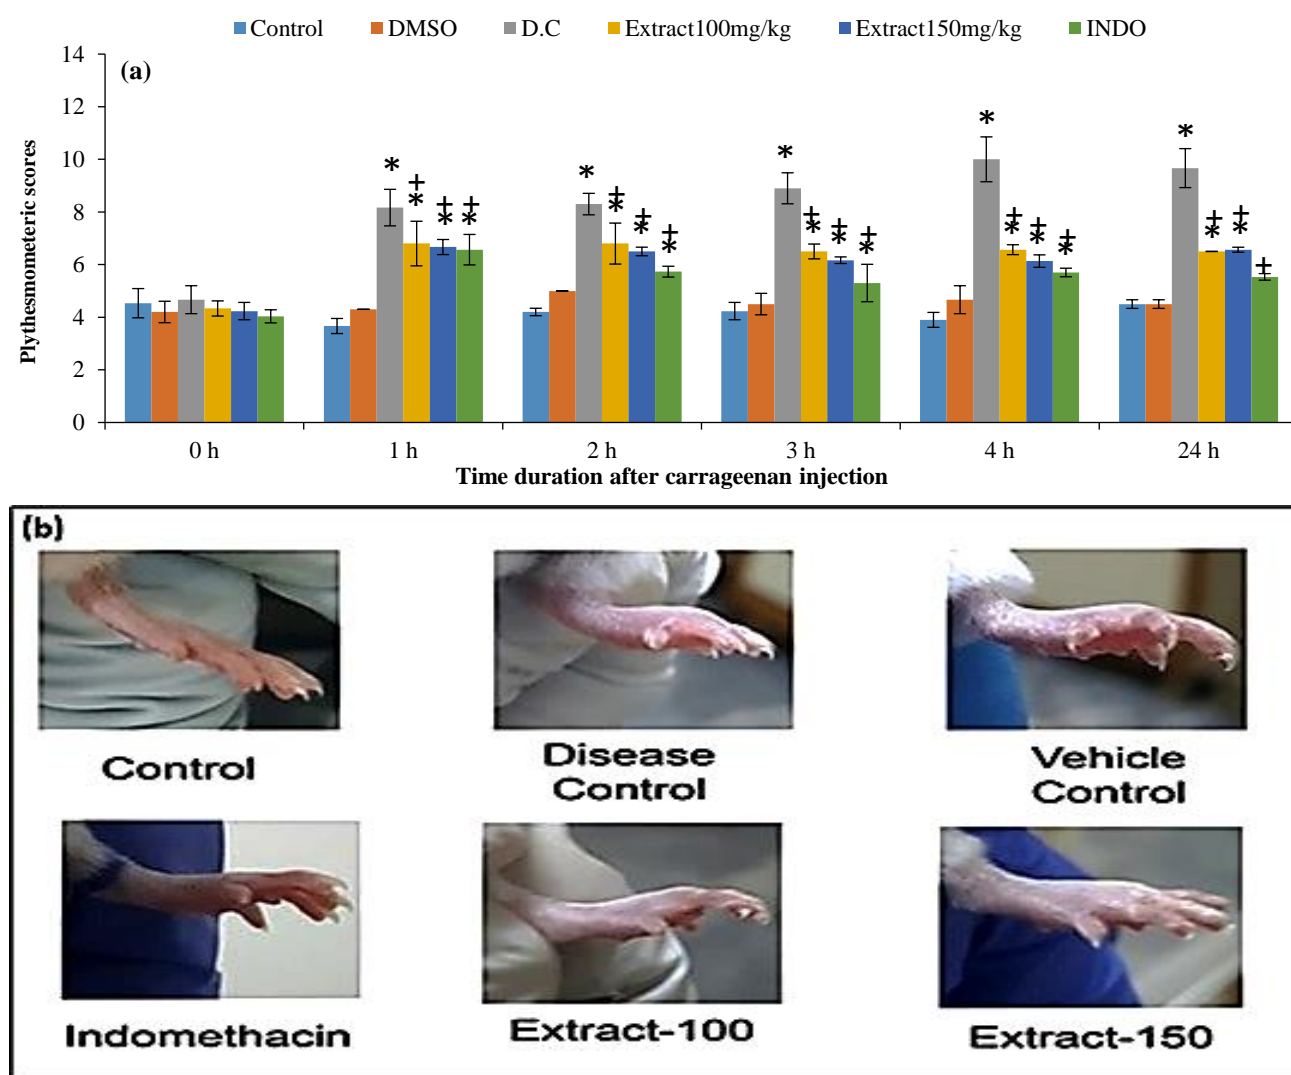 Control DMSO D.C Extract100mg/kg Extract150mg/kg INDO
(a)
Plythesmometeric scores
14
12
10
8
6
4
2
0
* + * + * + *
* + * + * + *
* + * + * + *
* + * + * + *
* + * + * +
0 h 1 h 2 h 3 h 4 h 24 h
Time duration after carrageenan injection
(b)
Control
Disease
Control
Vehicle
Control
Indomethacin
Extract-100
Extract-150